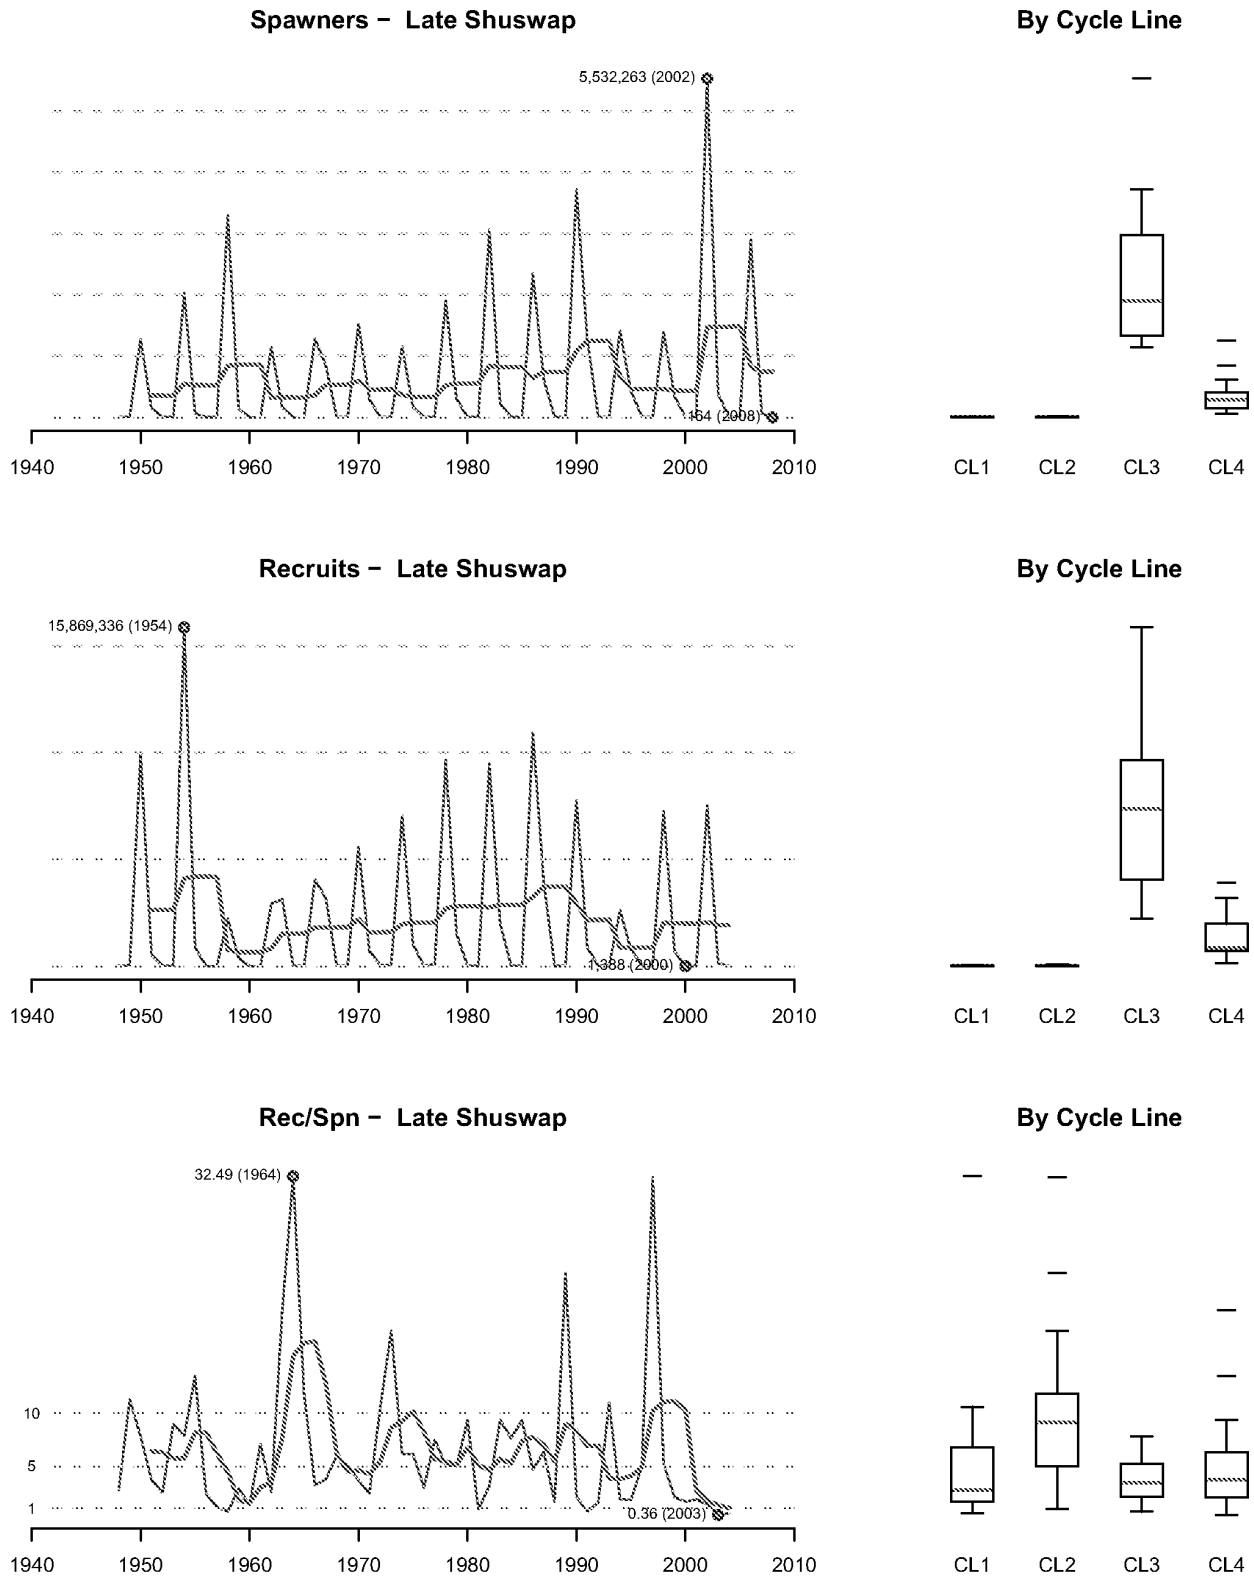 Spawners − Late Shuswap
By Cycle Line
5,532,263 (2002)
164 (2008)
1940 1950 1960 1970 1980 1990 2000 2010
CL1 CL2 CL3 CL4
Recruits − Late Shuswap
By Cycle Line
15,869,336 (1954)
1,388 (2000)
1940 1950 1960 1970 1980 1990 2000 2010
CL1 CL2 CL3 CL4
Rec/Spn − Late Shuswap
By Cycle Line
32.49 (1964)
10
5
1
0.36 (2003)
1940 1950 1960 1970 1980 1990 2000 2010
CL1 CL2 CL3 CL4